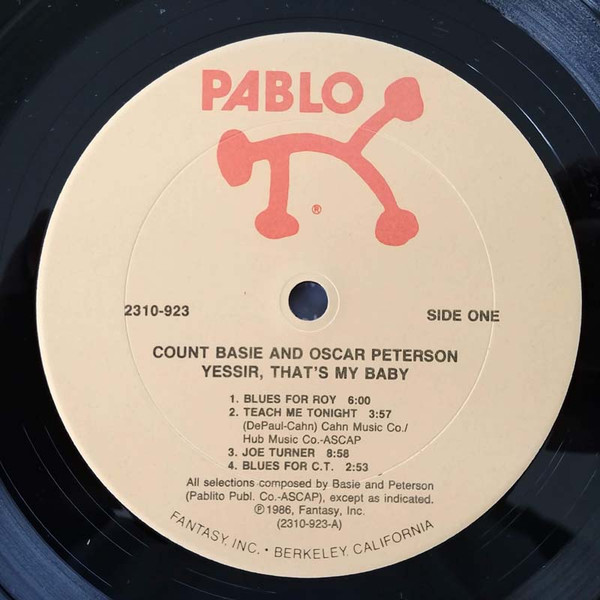 PABLO
®
2310-923
SIDE ONE
COUNT BASIE AND OSCAR PETERSON
YESSIR, THAT'S MY BABY
1. BLUES FOR ROY 6:00
2. TEACH ME TONIGHT 3:57
(DePaul-Cahn) Cahn Music Co./
Hub Music Co.-ASCAP
3. JOE TURNER 8:58
4. BLUES FOR C.T. 2:53
All selections composed by Basie and Peterson
(Pablito Publ. Co.-ASCAP), except as indicated.
℗1986, Fantasy, Inc.
(2310-923-A)
FANTASY, INC. • BERKELEY, CALIFORNIA